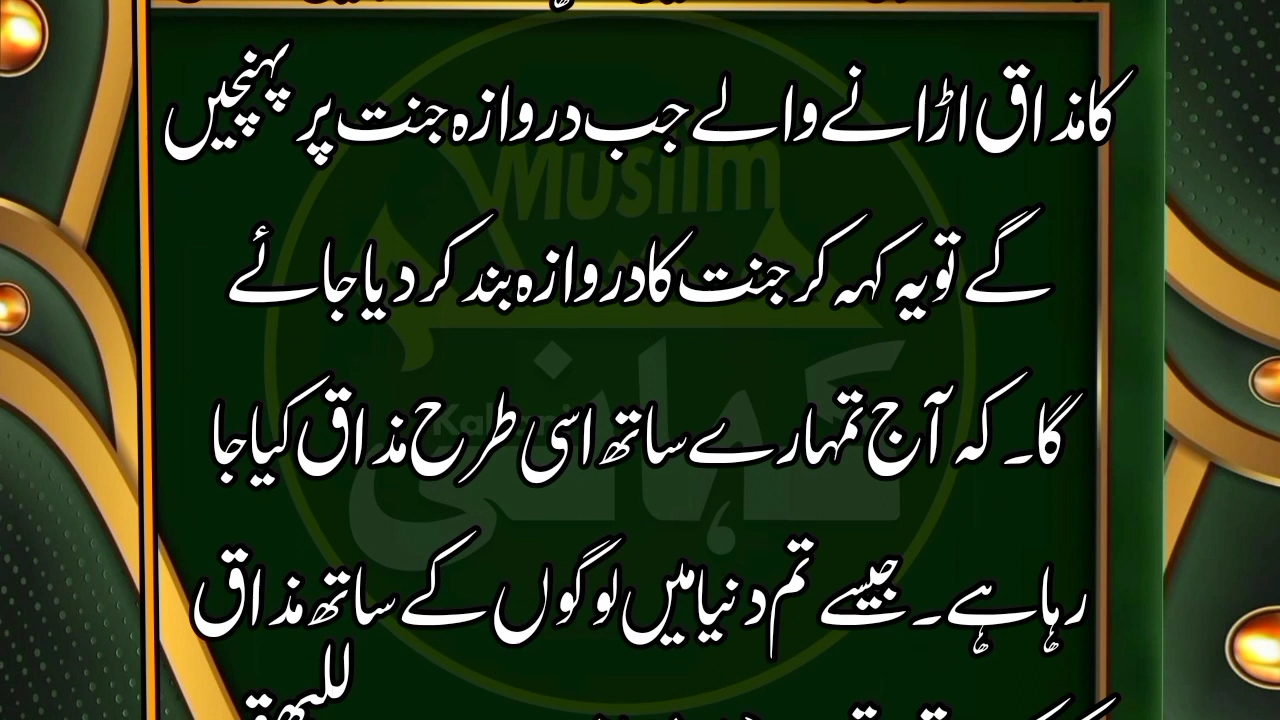 کا مذاق اڑانے والے جب دروازہ جنت پر پہنچیں
Muslim
گے تو یہ کہہ کر جنت کا دروازہ بند کر دیا جائے
کہانی
گا۔ کہ آج تمہارے ساتھ اسی طرح مذاق کیا جا
رہا ہے۔ جیسے تم دنیا میں لوگوں کے ساتھ مذاق